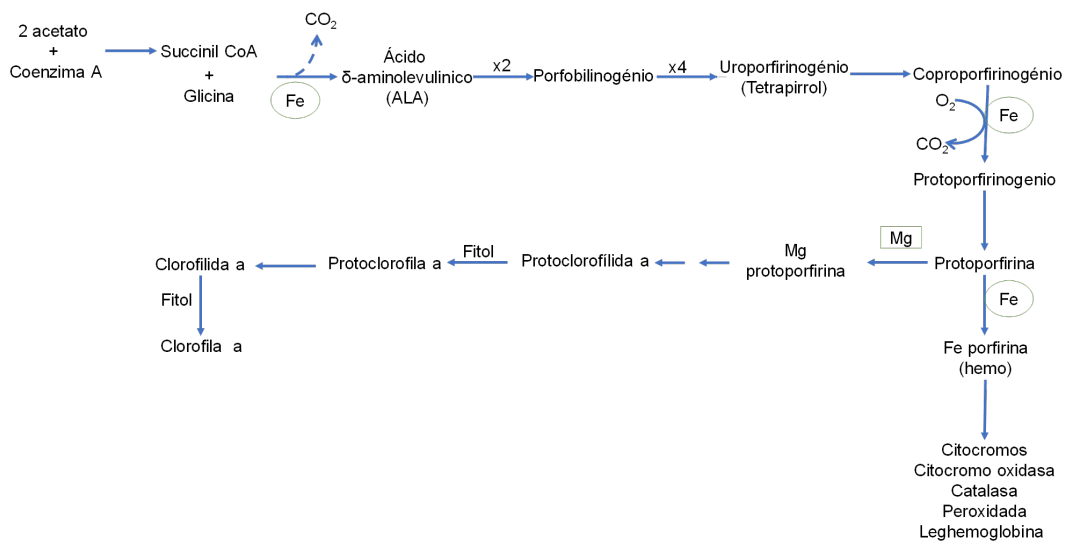 2 acetato
+
Coenzima A
Succinil CoA
+
Glicina
CO2
Fe
Ácido
δ-aminolevulinico
(ALA)
x2
Porfobilinogénio
x4
Uroporfirinogénio
(Tetrapirrol)
Coproporfirinogénio
O2
Fe
CO2
Protoporfirinogenio
Mg
Protoporfirina
Mg
protoporfirina
Protoclorofílida a
Fitol
Protoclorofila a
Clorofilida a
Fitol
Clorofila a
Fe
Fe porfirina
(hemo)
Citocromos
Citocromo oxidasa
Catalasa
Peroxidada
Leghemoglobina